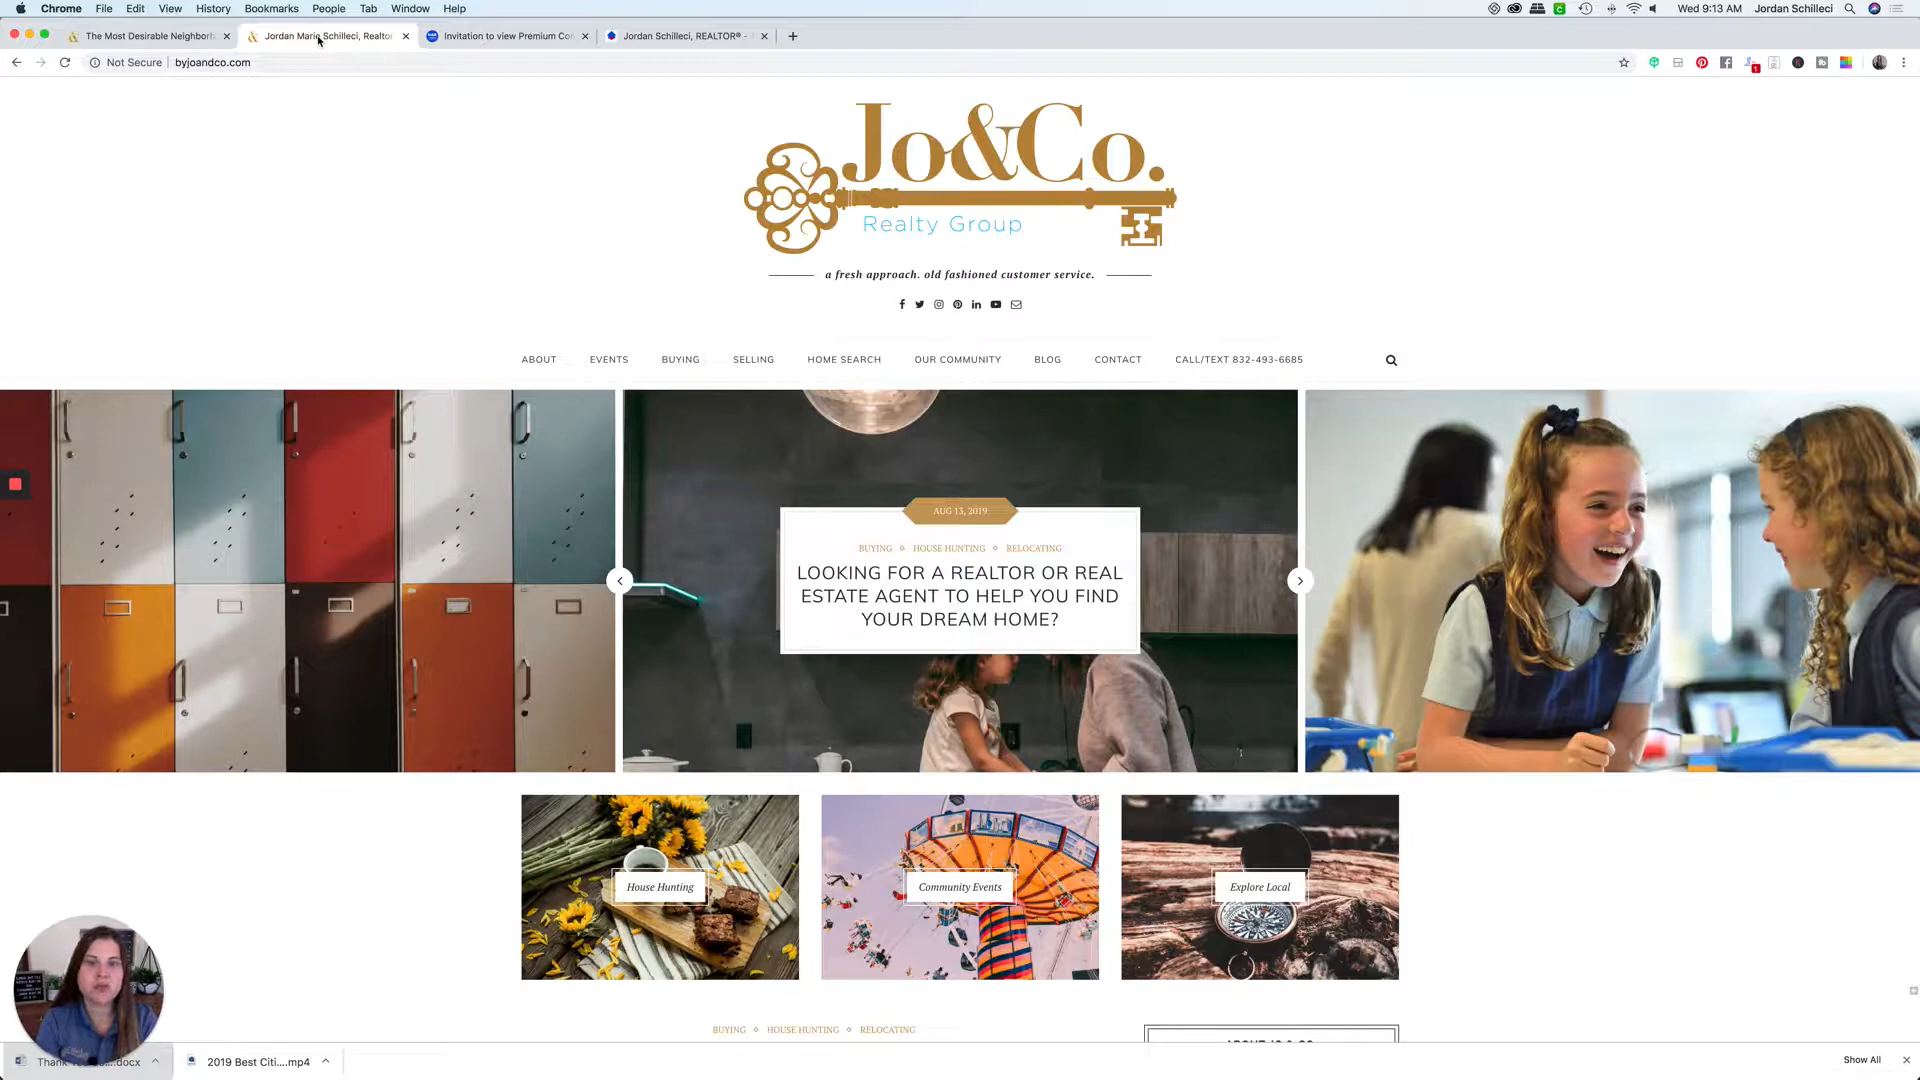 Chrome File Edit View History Bookmarks People Tab Window Help
Wed 9:13 AM Jordan Schilleci
The Most Desirable Neighborh
Jordan Marie Schilleci, Realtor
Invitation to view Premium Co
Jordan Schilleci, REALTOR® -
Not Secure | byjoandco.com
Jo&Co.
Realty Group
a fresh approach. old fashioned customer service.
ABOUT EVENTS BUYING SELLING HOME SEARCH OUR COMMUNITY BLOG CONTACT CALL/TEXT 832-493-6685
AUG 13, 2019
BUYING HOUSE HUNTING RELOCATING
LOOKING FOR A REALTOR OR REAL
ESTATE AGENT TO HELP YOU FIND
YOUR DREAM HOME?
House Hunting
Community Events
Explore Local
BUYING HOUSE HUNTING RELOCATING
Thank
.docx
2019 Best Citi....mp4
Show All